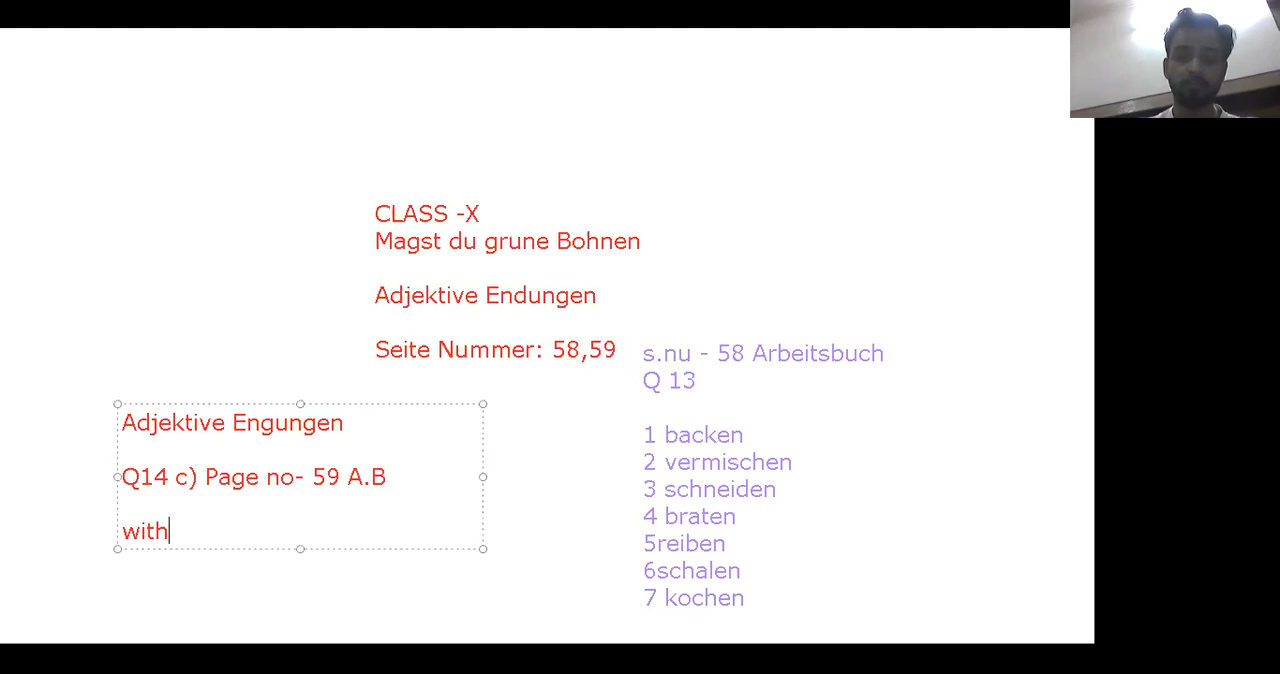 CLASS -X
Magst du grune Bohnen
Adjektive Endungen
Seite Nummer: 58,59
s.nu - 58 Arbeitsbuch
Q 13
1 backen
2 vermischen
3 schneiden
4 braten
5reiben
6schalen
7 kochen
Adjektive Engungen
Q14 c) Page no- 59 A.B
with